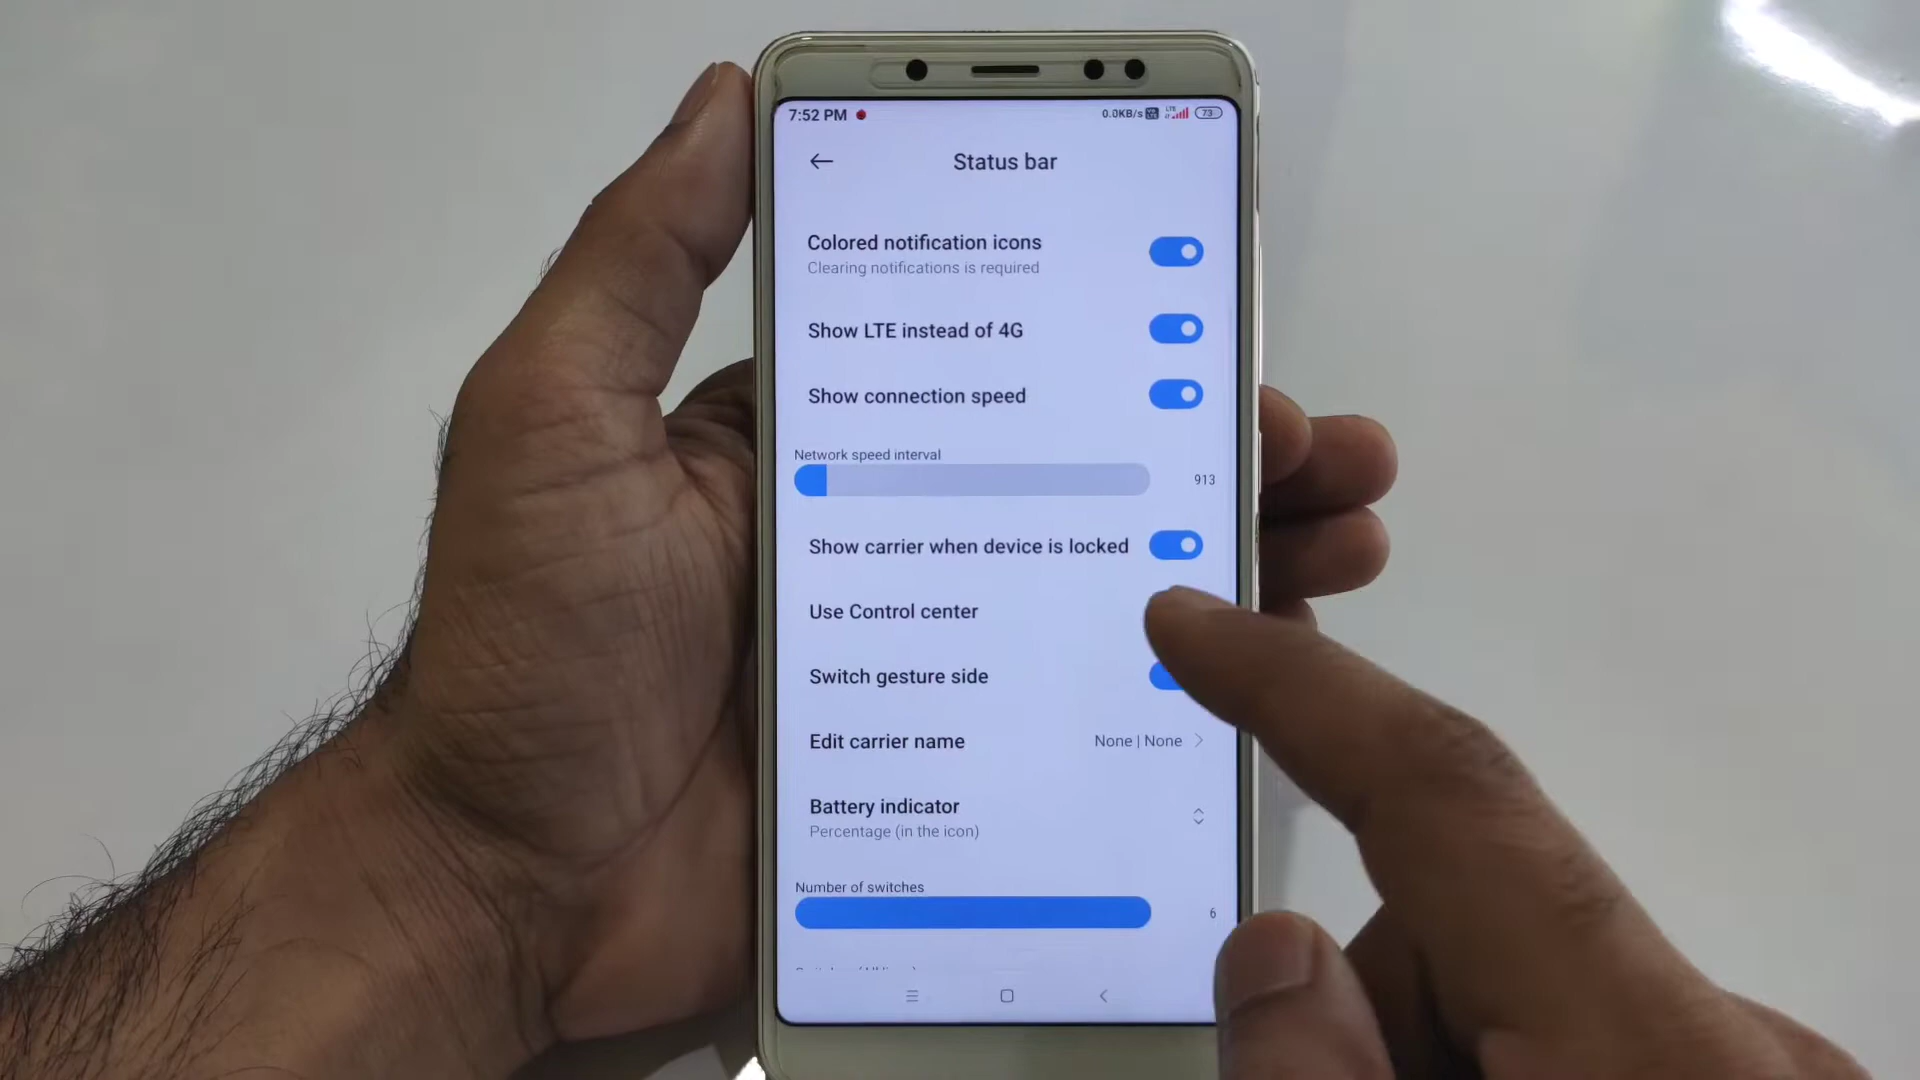 7:52 PM 0.0KB/s LTE 73
Status bar
Colored notification icons
Clearing notifications is required
Show LTE instead of 4G
Show connection speed
Network speed interval
913
Show carrier when device is locked
Use Control center
Switch gesture side
Edit carrier name None | None
Battery indicator
Percentage (in the icon)
Number of switches
6